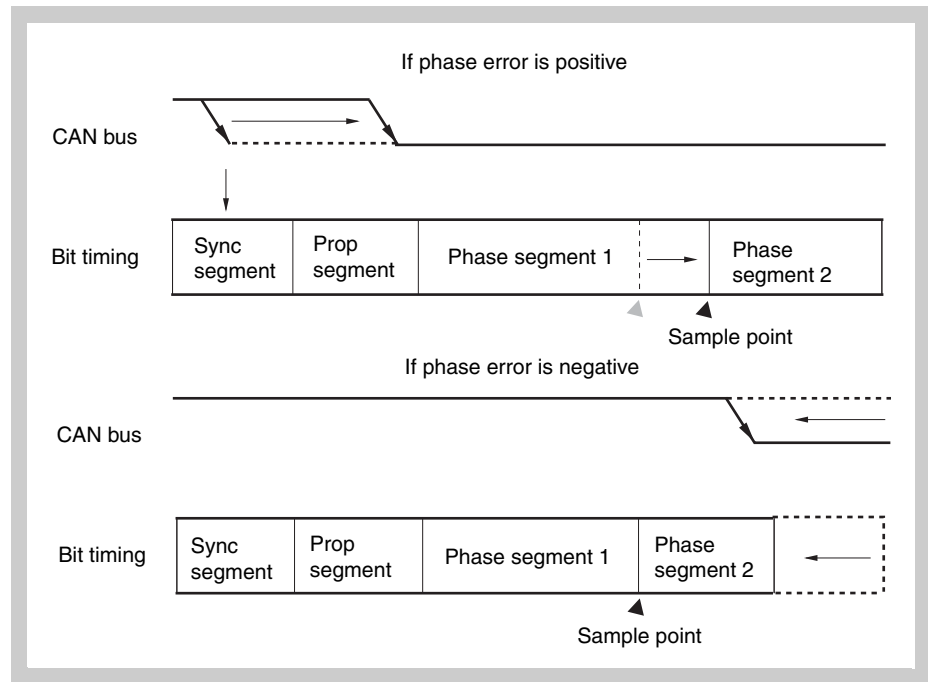 If phase error is positive
CAN bus
Bit timing
Sync
segment
Prop
segment
Phase segment 1
Phase
segment 2
Sample point
If phase error is negative
CAN bus
Bit timing
Sync
segment
Prop
segment
Phase segment 1
Phase
segment 2
Sample point